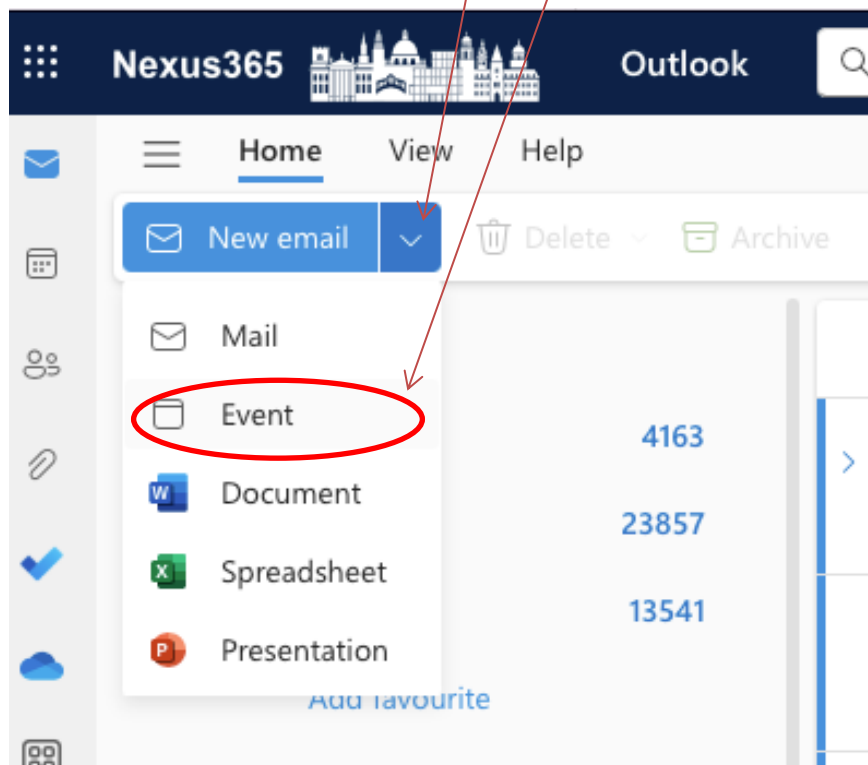 Nexus365 Outlook
Home View Help
New email Delete Archive
Mail
Event
4163
Document
23857
Spreadsheet
13541
Presentation
Add favourite